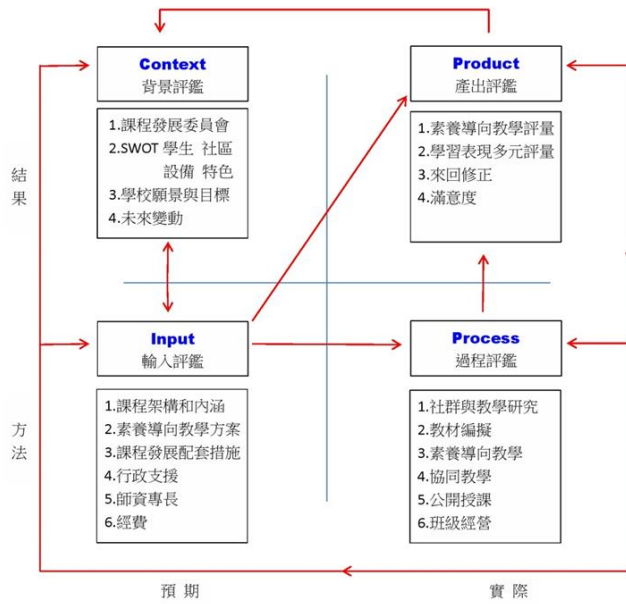 Context
背景評鑑
1.課程發展委員會
2.SWOT 學生 社區
設備 特色
3.學校願景與目標
4.未來變動
Product
產出評鑑
1.素養導向教學評量
2.學習表現多元評量
3.來回修正
4.滿意度
結果
Input
輸入評鑑
1.課程架構和內涵
2.素養導向教學方案
3.課程發展配套措施
4.行政支援
5.師資專長
6.經費
Process
過程評鑑
1.社群與教學研究
2.教材編擬
3.素養導向教學
4.協同教學
5.公開授課
6.班級經營
方法
預期
實際